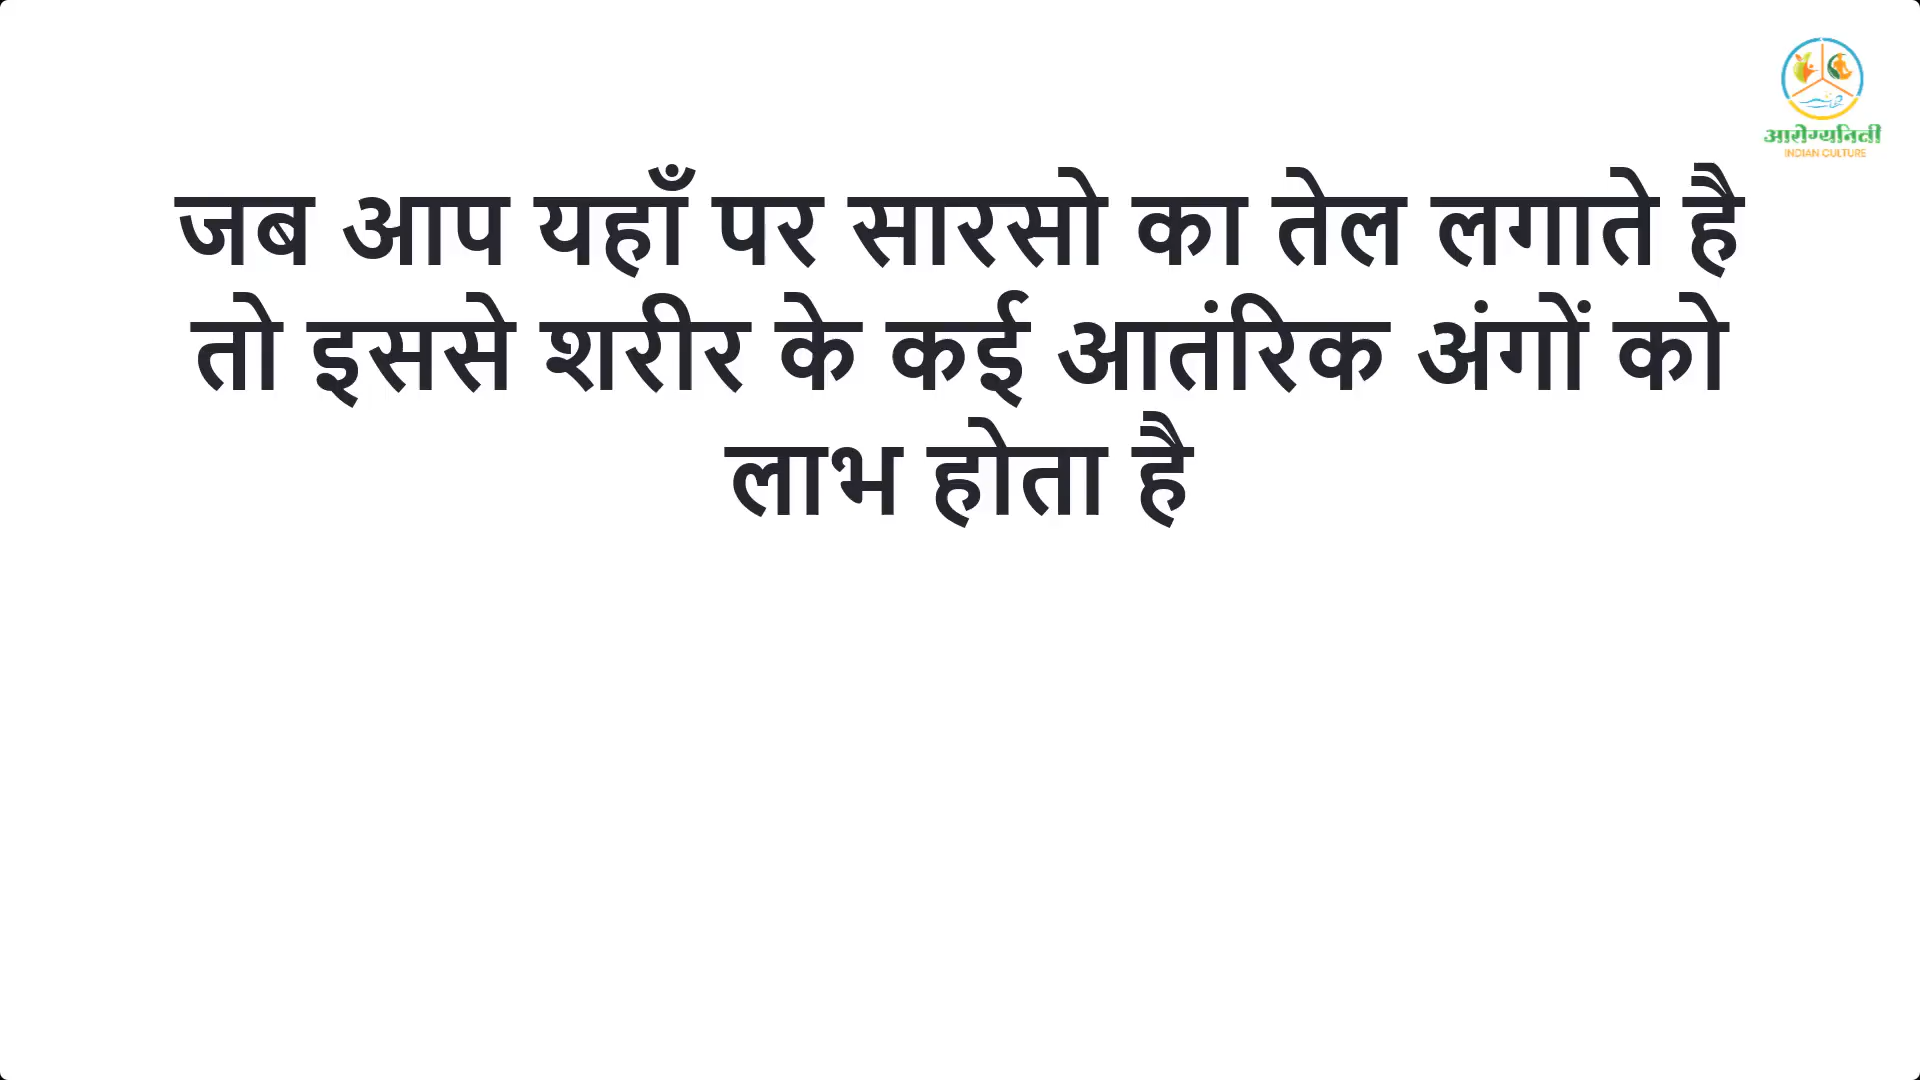 आरोग्यनिती
INDIAN CULTURE
जब आप यहाँ पर सारसो का तेल लगाते है
तो इससे शरीर के कई आतंरिक अंगों को
लाभ होता है